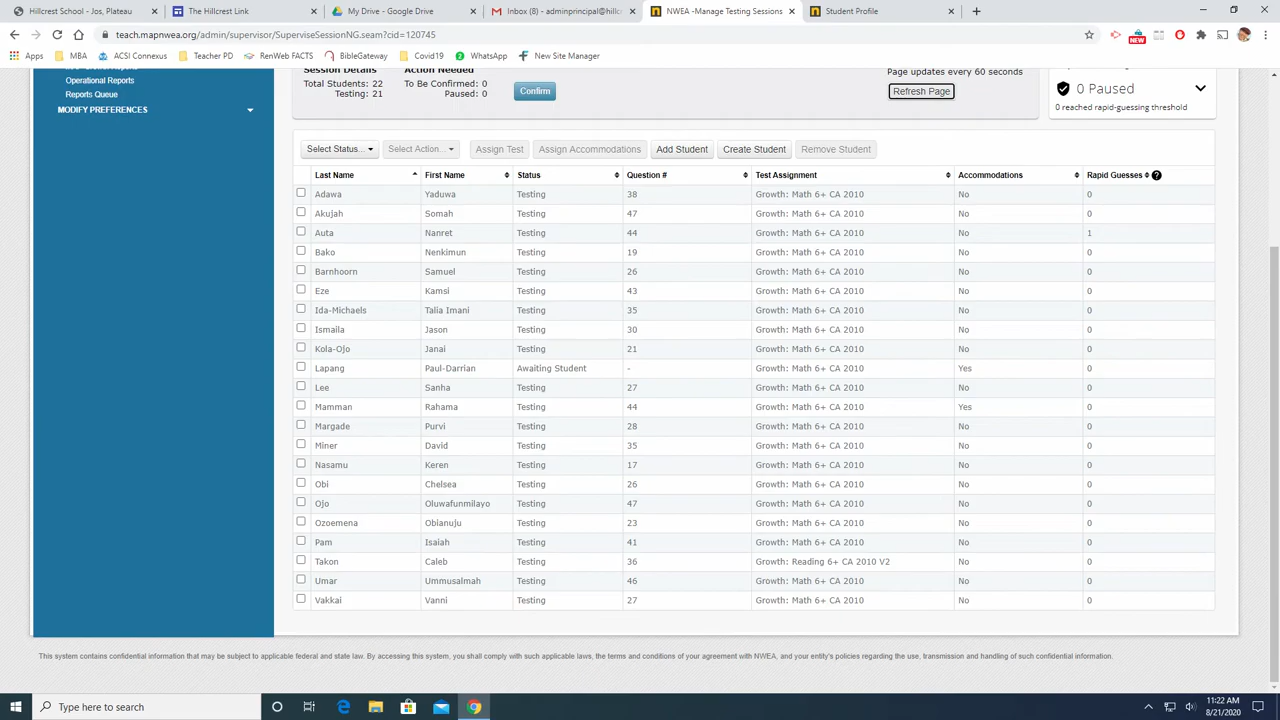 Hillcrest School - Jos, Plateau
The Hillcrest Link
My Drive - Google Drive
Inbox (8) - adminprincipal@hillc
NWEA -Manage Testing Sessions
Student Profile
teach.mapnwea.org/admin/supervisor/SuperviseSessionNG.seam?cid=120745
NEW
Apps MBA ACSI Connexus Teacher PD RenWeb FACTS BibleGateway Covid19 WhatsApp New Site Manager
Operational Reports
Reports Queue
MODIFY PREFERENCES
Session Details
Total Students: 22
Testing: 21
Action Needed
To Be Confirmed: 0
Paused: 0
Confirm
Page updates every 60 seconds
Refresh Page
0 Paused
0 reached rapid-guessing threshold
Select Status... Select Action... Assign Test Assign Accommodations Add Student Create Student Remove Student
Last Name First Name Status Question # Test Assignment Accommodations Rapid Guesses ?
Adawa Yaduwa Testing 38 Growth: Math 6+ CA 2010 No 0
Akujah Somah Testing 47 Growth: Math 6+ CA 2010 No 0
Auta Nanret Testing 44 Growth: Math 6+ CA 2010 No 1
Bako Nenkimun Testing 19 Growth: Math 6+ CA 2010 No 0
Barnhoorn Samuel Testing 26 Growth: Math 6+ CA 2010 No 0
Eze Kamsi Testing 43 Growth: Math 6+ CA 2010 No 0
Ida-Michaels Talia Imani Testing 35 Growth: Math 6+ CA 2010 No 0
Ismaila Jason Testing 30 Growth: Math 6+ CA 2010 No 0
Kola-Ojo Janai Testing 21 Growth: Math 6+ CA 2010 No 0
Lapang Paul-Darrian Awaiting Student - Growth: Math 6+ CA 2010 Yes 0
Lee Sanha Testing 27 Growth: Math 6+ CA 2010 No 0
Mamman Rahama Testing 44 Growth: Math 6+ CA 2010 Yes 0
Margade Purvi Testing 28 Growth: Math 6+ CA 2010 No 0
Miner David Testing 35 Growth: Math 6+ CA 2010 No 0
Nasamu Keren Testing 17 Growth: Math 6+ CA 2010 No 0
Obi Chelsea Testing 26 Growth: Math 6+ CA 2010 No 0
Ojo Oluwafunmilayo Testing 47 Growth: Math 6+ CA 2010 No 0
Ozoemena Obianuju Testing 23 Growth: Math 6+ CA 2010 No 0
Pam Isaiah Testing 41 Growth: Math 6+ CA 2010 No 0
Takon Caleb Testing 36 Growth: Reading 6+ CA 2010 V2 No 0
Umar Ummusalmah Testing 46 Growth: Math 6+ CA 2010 No 0
Vakkai Vanni Testing 27 Growth: Math 6+ CA 2010 No 0
This system contains confidential information that may be subject to applicable federal and state law. By accessing this system, you shall comply with such applicable laws, the terms and conditions of your agreement with NWEA, and your entity's policies regarding the use, transmission and handling of such confidential information.
Type here to search
11:22 AM
8/21/2020